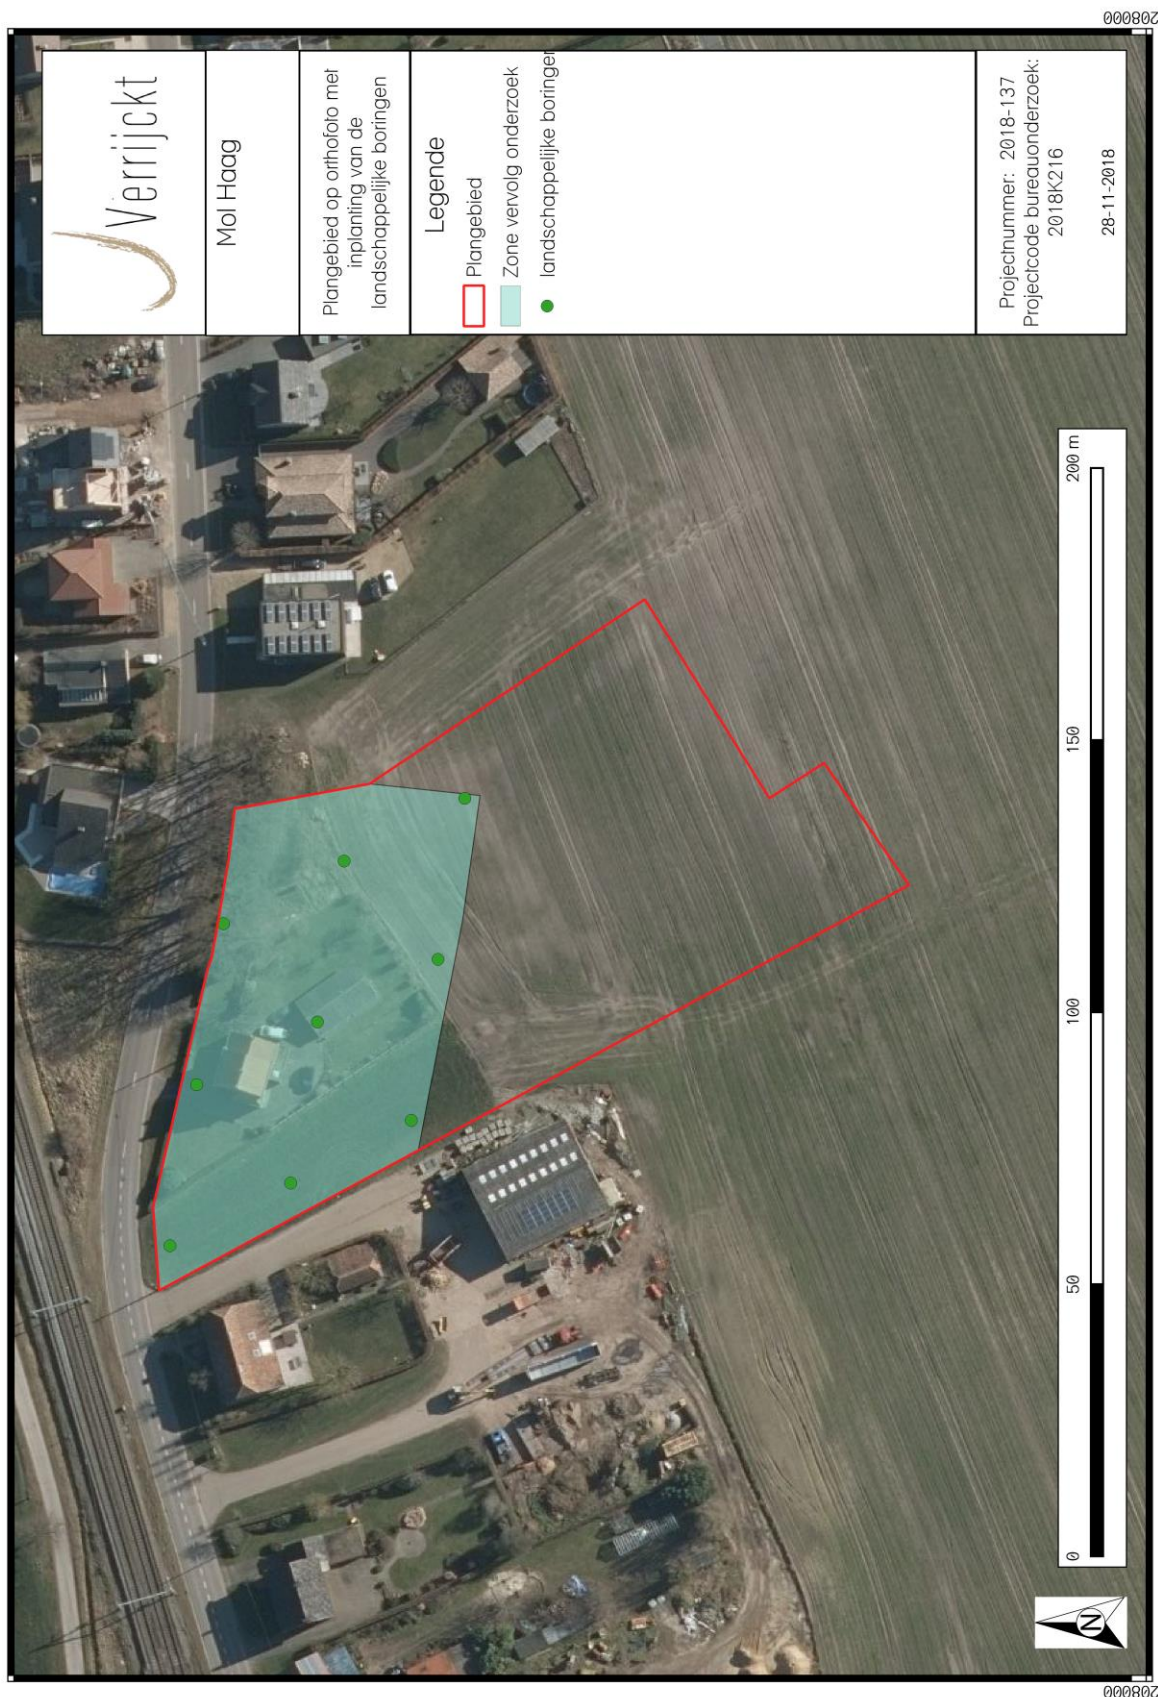 208000
Verrijckt
Mol Haag
Plangebied op orthofoto met
inplanting van de
landschappelijke boringen
Legende
Plangebied
Zone vervolg onderzoek
landschappelijke boringen
Projectnummer: 2018-137
Projectcode bureauonderzoek:
2018K216
28-11-2018
0 50 100 150 200 m
N
208000